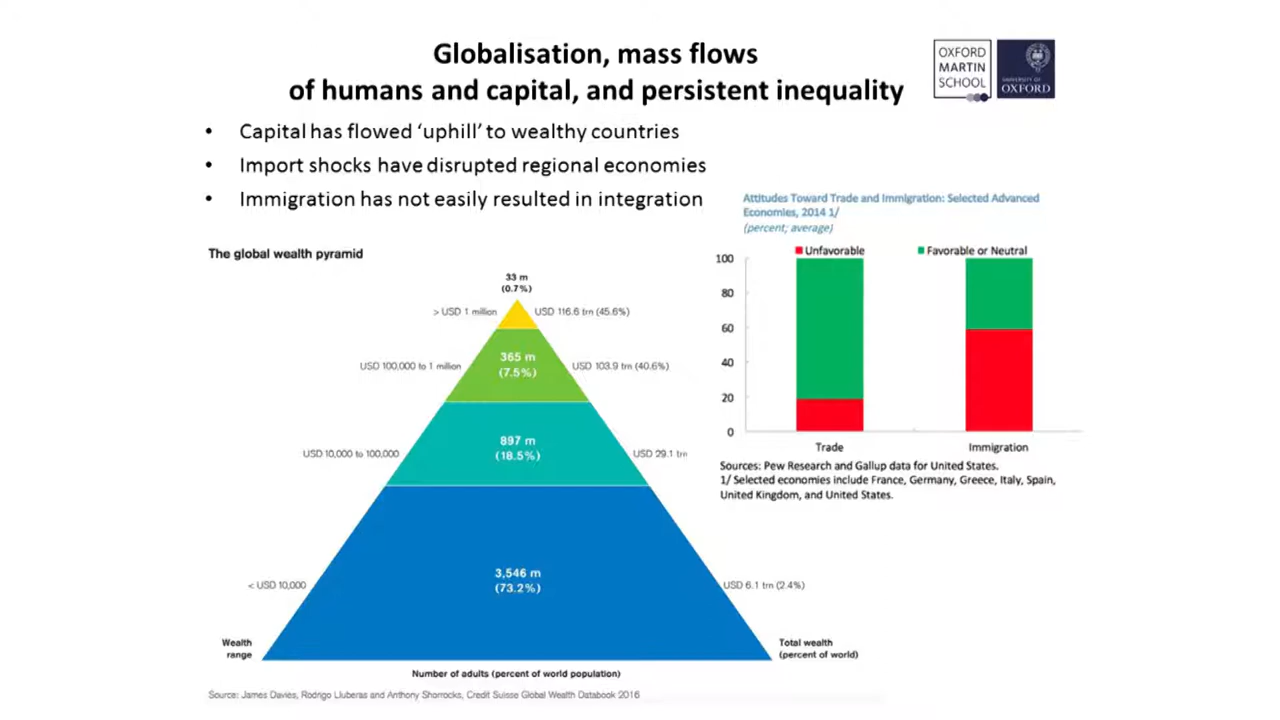 Globalisation, mass flows
of humans and capital, and persistent inequality
OXFORD
MARTIN
SCHOOL
UNIVERSITY OF
OXFORD
• Capital has flowed ‘uphill’ to wealthy countries
• Import shocks have disrupted regional economies
• Immigration has not easily resulted in integration
Attitudes Toward Trade and Immigration: Selected Advanced
Economies, 2014 1/
(percent; average)
Unfavorable
Favorable or Neutral
100
80
60
40
20
0
Trade
Immigration
Sources: Pew Research and Gallup data for United States.
1/ Selected economies include France, Germany, Greece, Italy, Spain,
United Kingdom, and United States.
The global wealth pyramid
33 m
(0.7%)
> USD 1 million
USD 116.6 trn (45.6%)
365 m
(7.5%)
USD 100,000 to 1 million
USD 103.9 trn (40.6%)
897 m
(18.5%)
USD 10,000 to 100,000
USD 29.1 trn
3,546 m
(73.2%)
< USD 10,000
USD 6.1 trn (2.4%)
Wealth
range
Total wealth
(percent of world)
Number of adults (percent of world population)
Source: James Davies, Rodrigo Lluberas and Anthony Shorrocks, Credit Suisse Global Wealth Databook 2016